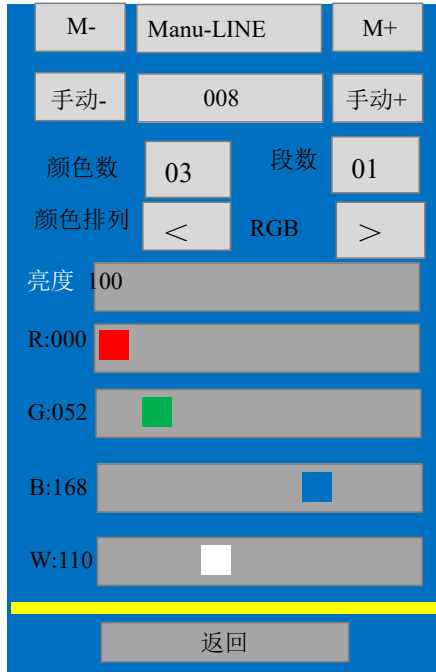 M- Manu-LINE M+
手动- 008 手动+
颜色数 03 段数 01
颜色排列 < RGB >
亮度 100
R:000
G:052
B:168
W:110
返回